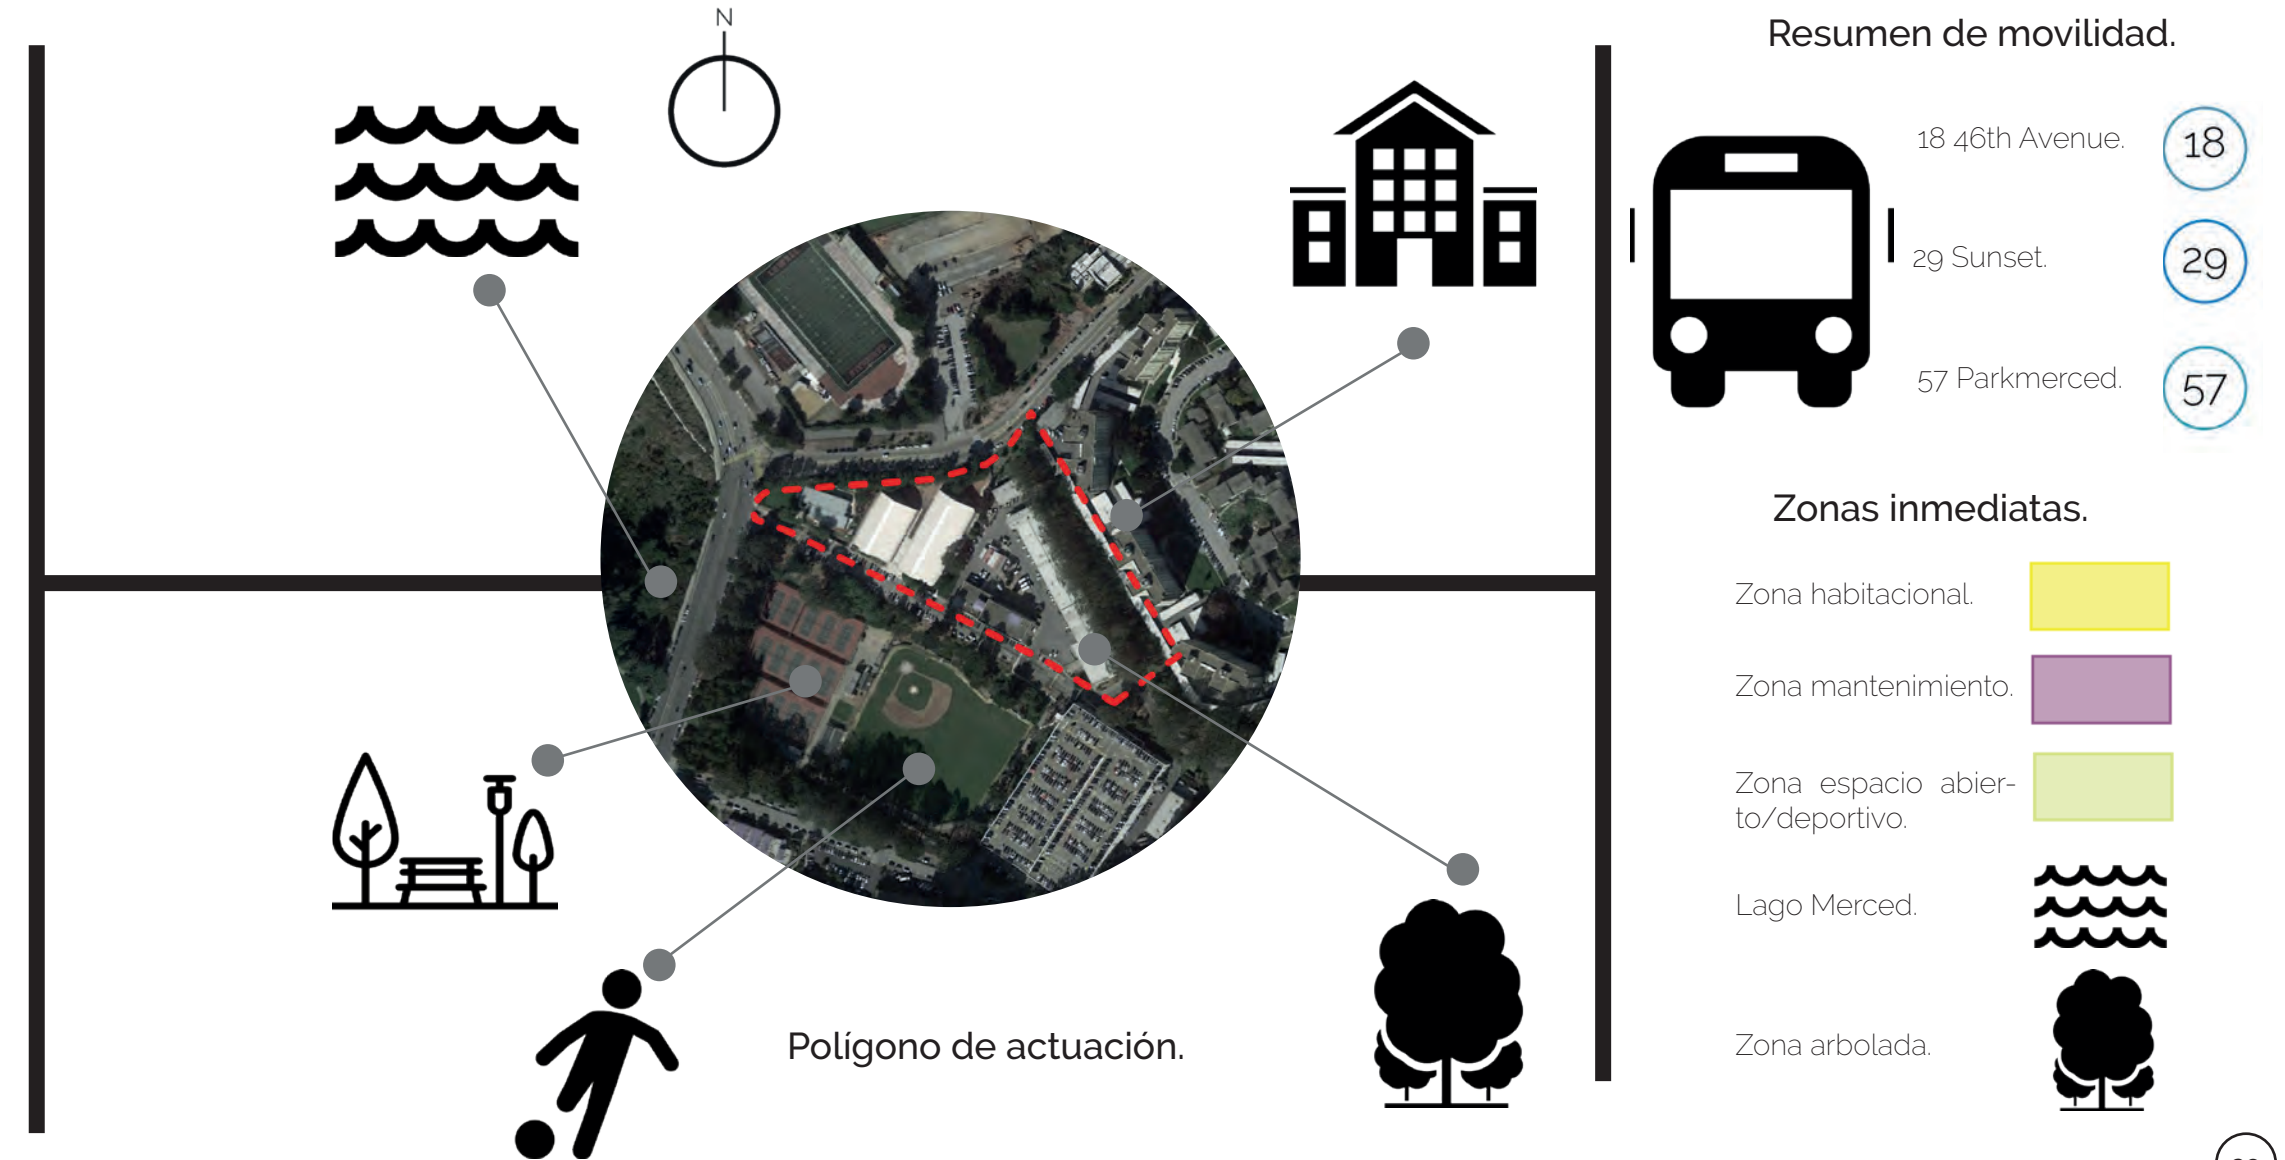 N
Resumen de movilidad.
18 46th Avenue.
18
29 Sunset.
29
57 Parkmerced.
57
Zonas inmediatas.
Zona habitacional.
Zona mantenimiento.
Zona espacio abier-
to/deportivo.
Lago Merced.
Zona arbolada.
Polígono de actuación.